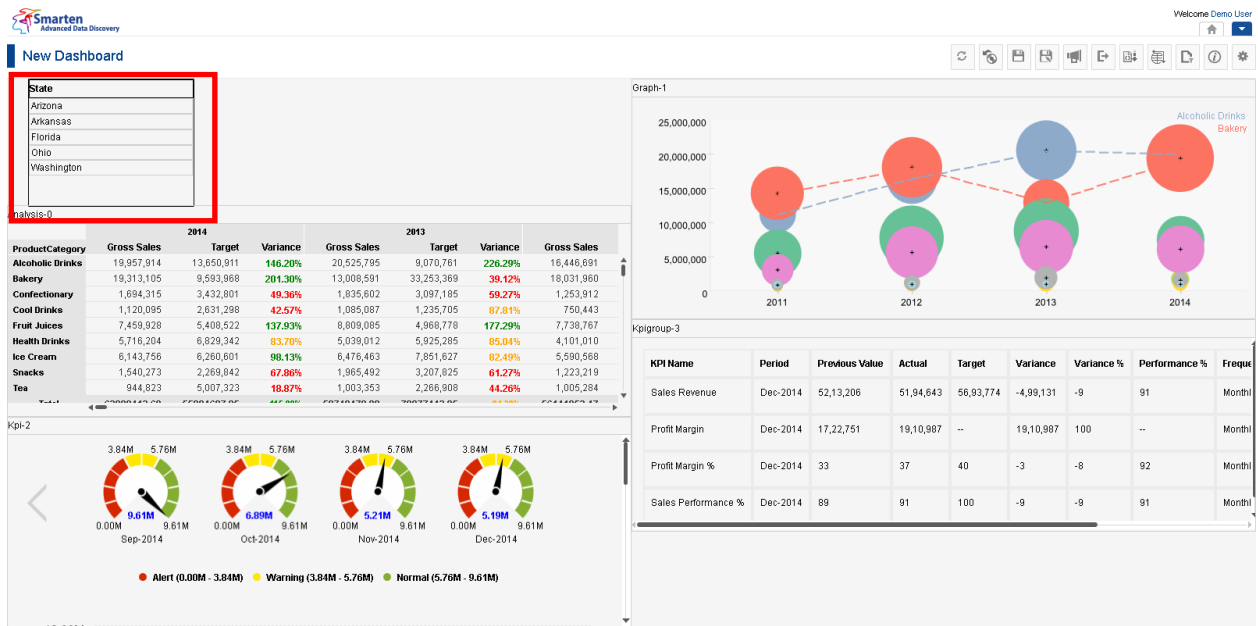 Smarten
Advanced Data Discovery
Welcome Demo User
New Dashboard
State
Arizona
Arkansas
Florida
Ohio
Washington
nalysis-0
2014 2013
ProductCategory Gross Sales Target Variance Gross Sales Target Variance Gross Sales
Alcoholic Drinks 19,957,914 13,650,911 146.20% 20,525,795 9,070,761 226.29% 16,446,691
Bakery 19,313,105 9,593,968 201.30% 13,008,591 33,253,369 39.12% 18,031,960
Confectionary 1,694,315 3,432,801 49.36% 1,835,602 3,097,185 59.27% 1,253,912
Cool Drinks 1,120,095 2,631,298 42.57% 1,085,087 1,235,705 87.81% 750,443
Fruit Juices 7,459,928 5,408,522 137.93% 8,809,085 4,968,778 177.29% 7,738,767
Health Drinks 5,716,204 6,829,342 83.70% 5,039,012 5,925,285 85.04% 4,101,010
Ice Cream 6,143,756 6,260,601 98.13% 6,476,463 7,851,627 82.49% 5,590,568
Snacks 1,540,273 2,269,842 67.86% 1,965,492 3,207,825 61.27% 1,223,219
Tea 944,823 5,007,323 18.87% 1,003,353 2,266,908 44.26% 1,005,284
Total
Kpi-2
3.84M 5.76M 3.84M 5.76M 3.84M 5.76M 3.84M 5.76M
9.61M 6.89M 5.21M 5.19M
0.00M 9.61M 0.00M 9.61M 0.00M 9.61M 0.00M 9.61M
Sep-2014 Oct-2014 Nov-2014 Dec-2014
Alert (0.00M - 3.84M) Warning (3.84M - 5.76M) Normal (5.76M - 9.61M)
Graph-1
Alcoholic Drinks
Bakery
25,000,000
20,000,000
15,000,000
10,000,000
5,000,000
0
2011 2012 2013 2014
Kpigroup-3
KPI Name Period Previous Value Actual Target Variance Variance % Performance % Freque
Sales Revenue Dec-2014 52,13,206 51,94,643 56,93,774 -4,99,131 -9 91 Monthl
Profit Margin Dec-2014 17,22,751 19,10,987 -- 19,10,987 100 -- Monthl
Profit Margin % Dec-2014 33 37 40 -3 -8 92 Monthl
Sales Performance % Dec-2014 89 91 100 -9 -9 91 Monthl